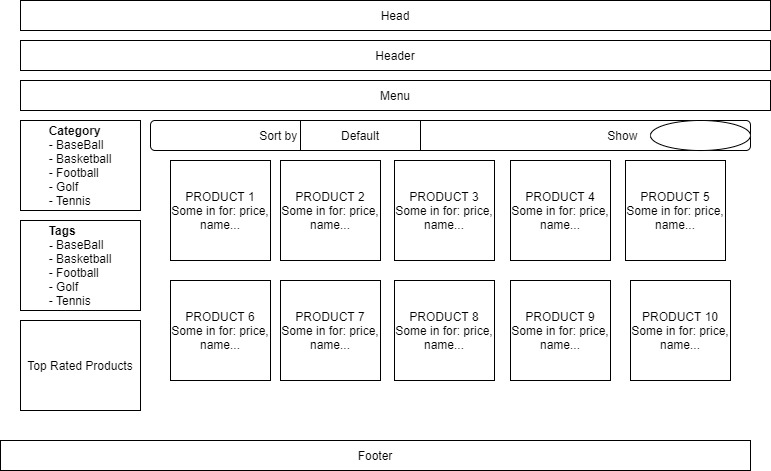 Head
Header
Menu
Category
- BaseBall
- Basketball
- Football
- Golf
- Tennis
Sort by Default Show
PRODUCT 1
Some in for: price,
name...
PRODUCT 2
Some in for: price,
name...
PRODUCT 3
Some in for: price,
name...
PRODUCT 4
Some in for: price,
name...
PRODUCT 5
Some in for: price,
name...
Tags
- BaseBall
- Basketball
- Football
- Golf
- Tennis
PRODUCT 6
Some in for: price,
name...
PRODUCT 7
Some in for: price,
name...
PRODUCT 8
Some in for: price,
name...
PRODUCT 9
Some in for: price,
name...
PRODUCT 10
Some in for: price,
name...
Top Rated Products
Footer